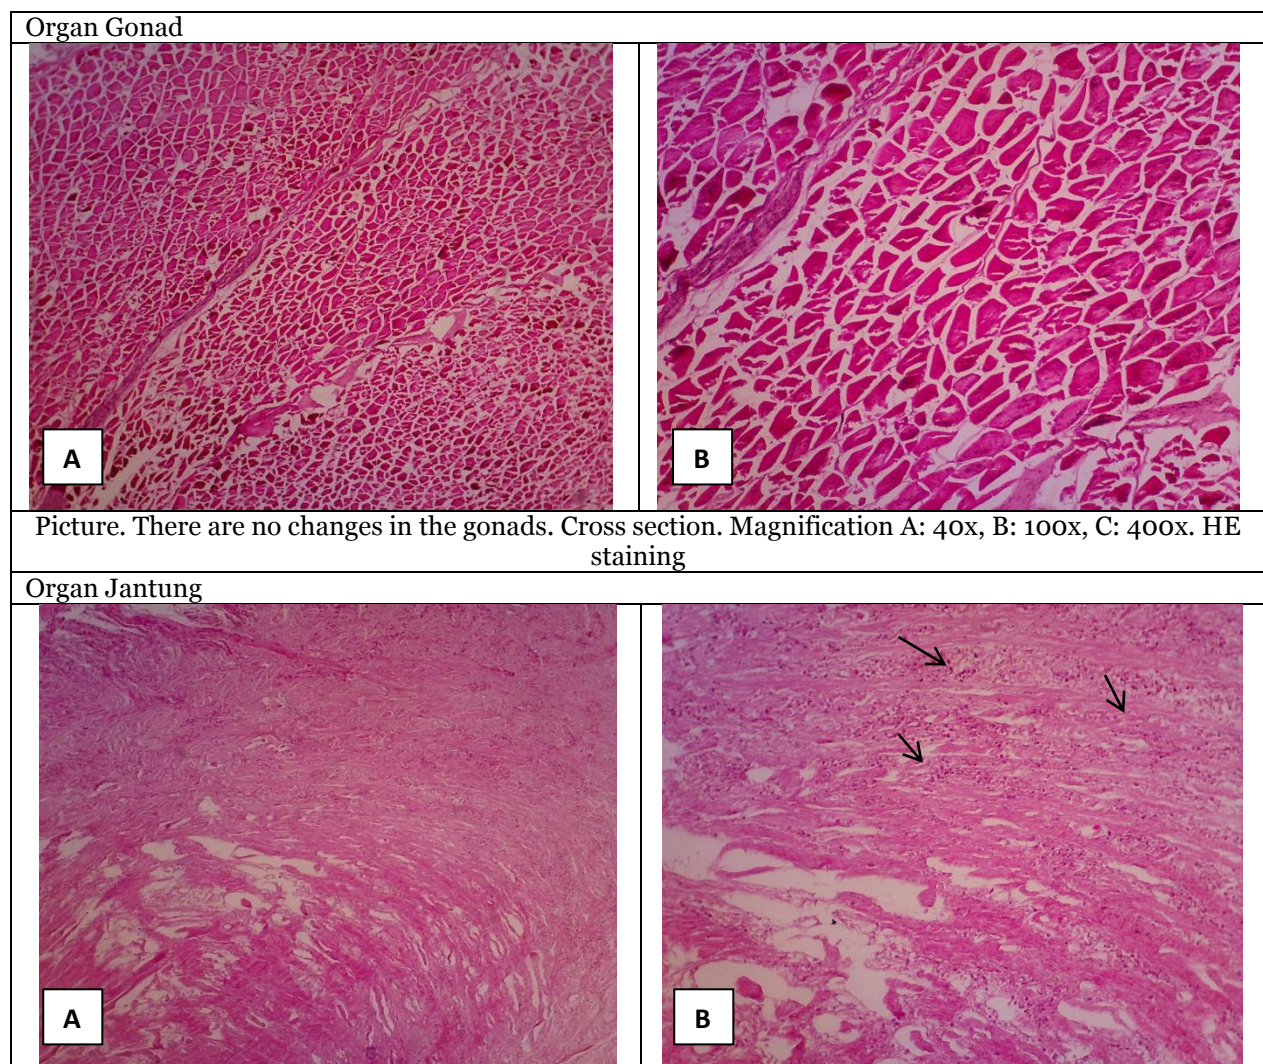 Organ Gonad
A
B
Picture. There are no changes in the gonads. Cross section. Magnification A: 40x, B: 100x, C: 400x. HE
staining
Organ Jantung
A
B